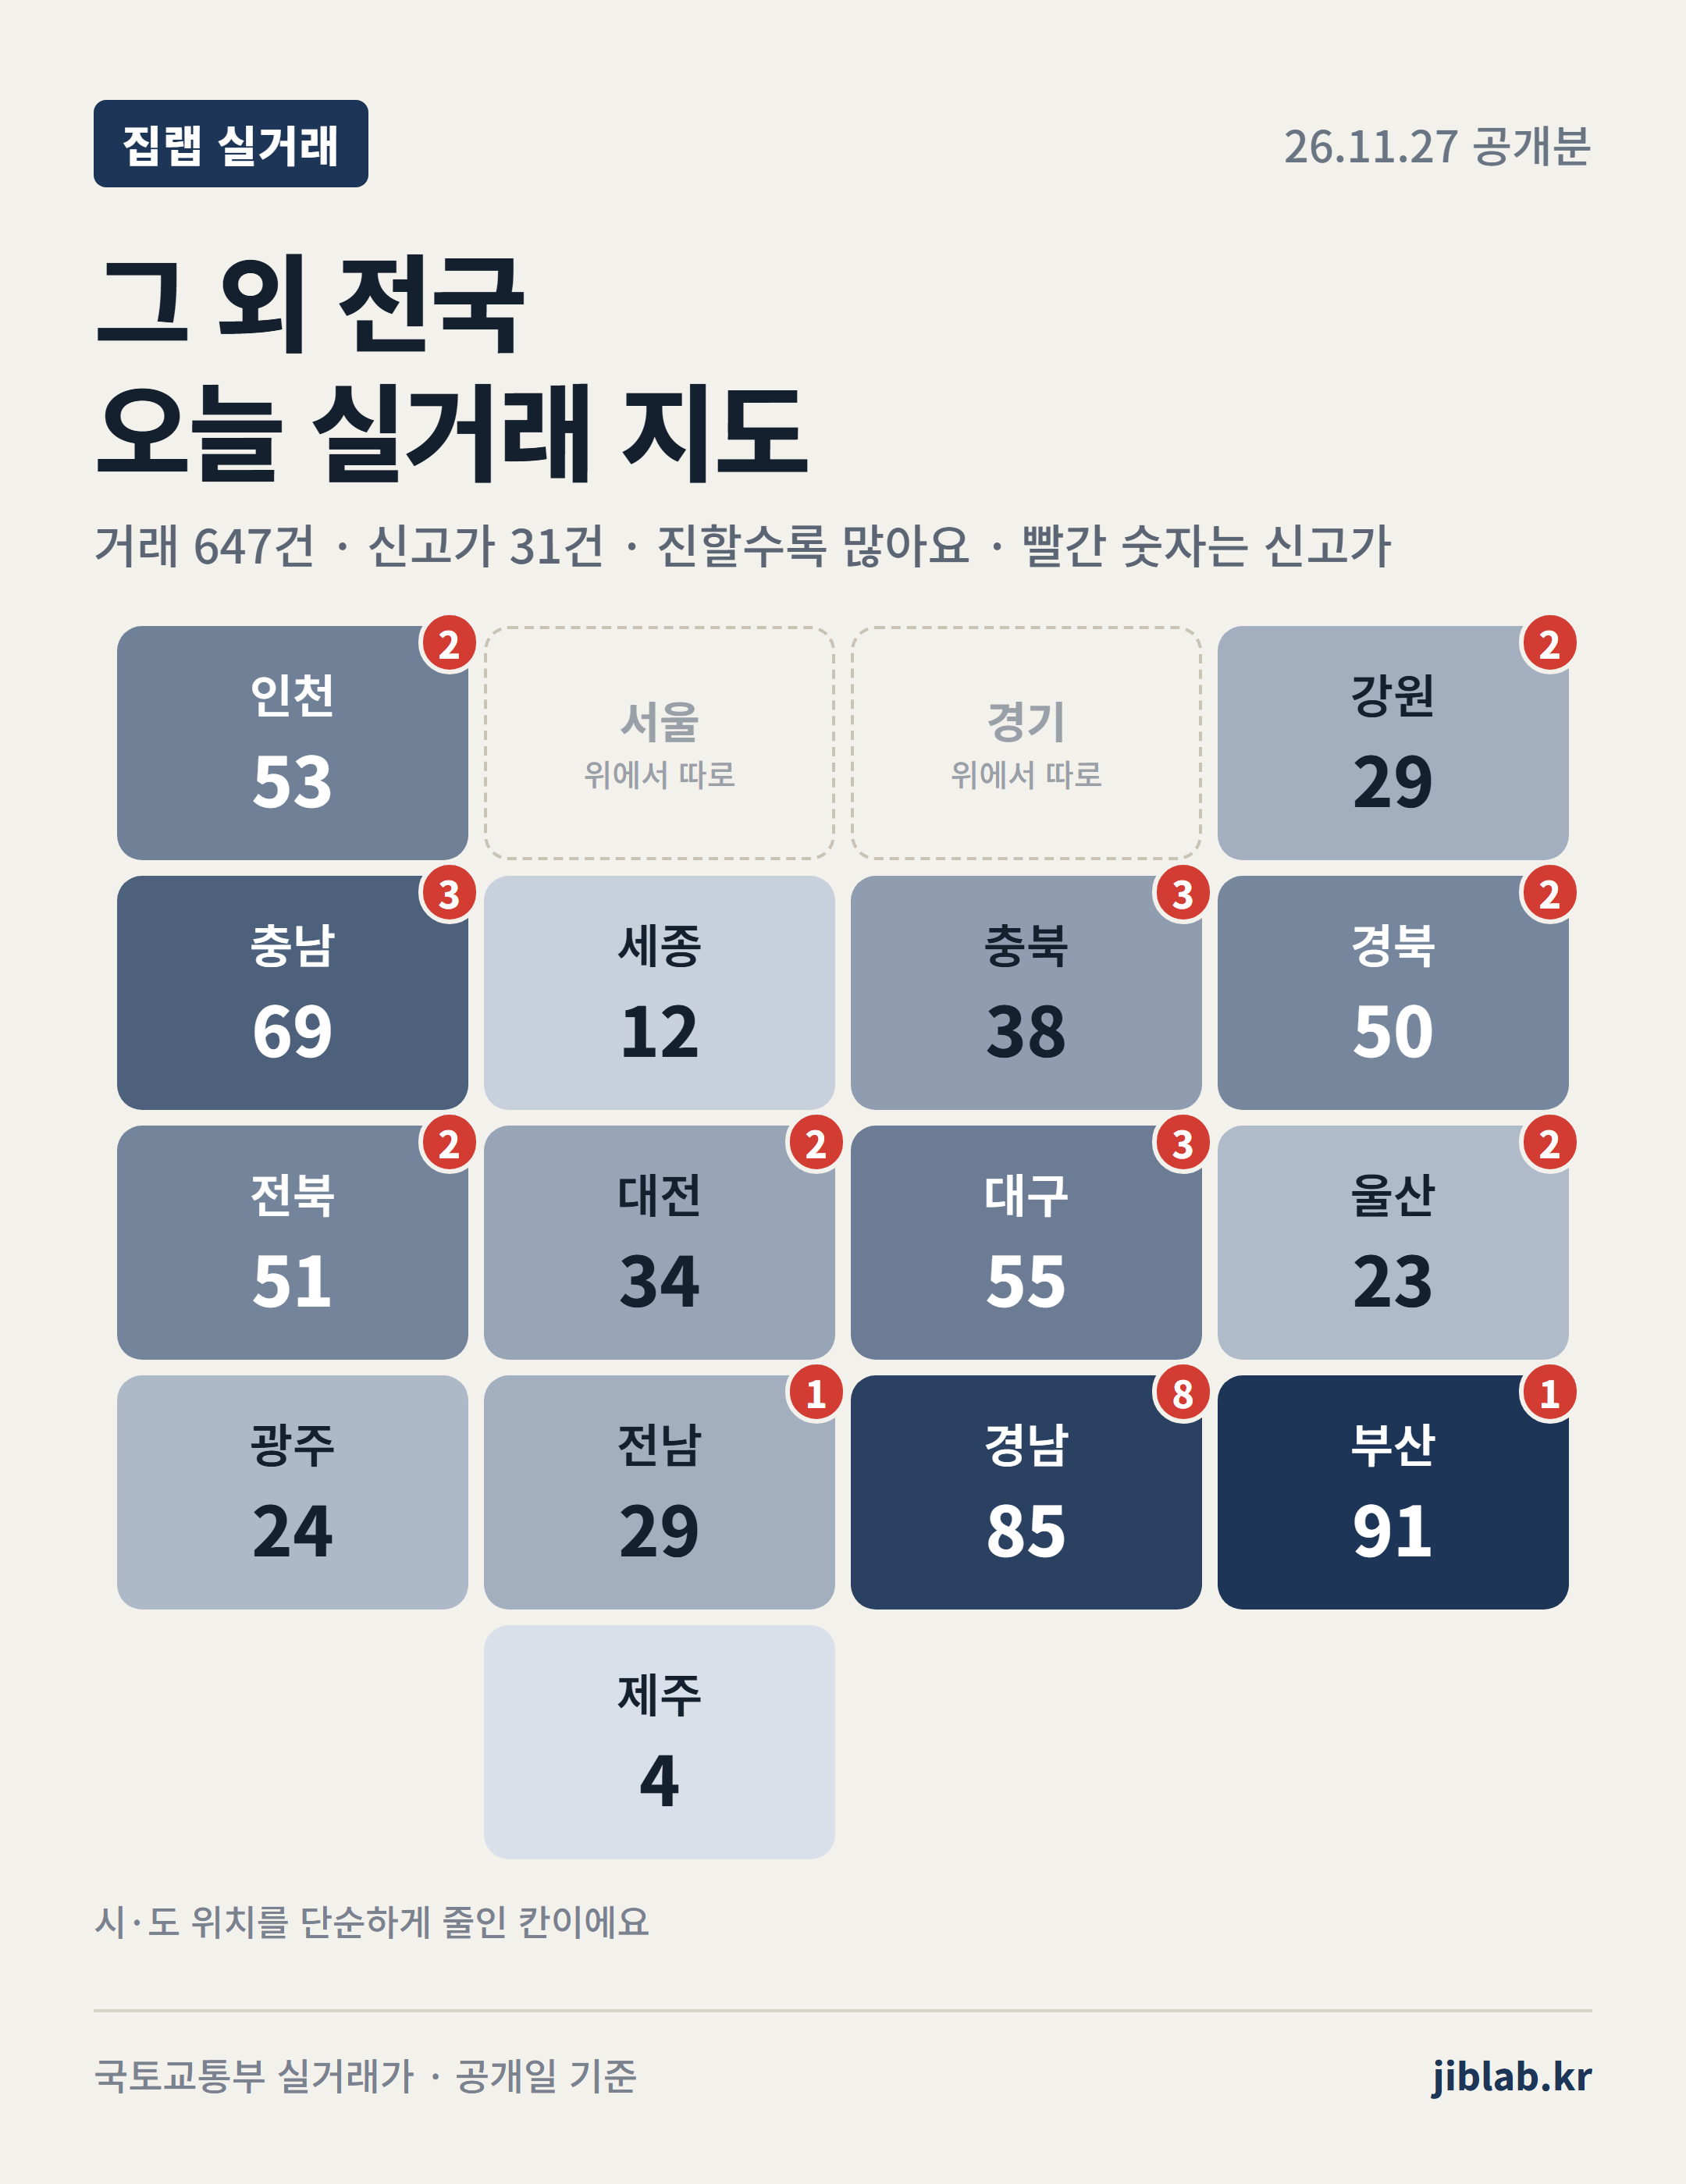 집랩 실거래
26.11.27 공개분
그 외 전국
오늘 실거래 지도
거래 647건 · 신고가 31건 · 진할수록 많아요 · 빨간 숫자는 신고가
인천
53
2
서울
위에서 따로
경기
위에서 따로
강원
29
2
충남
69
3
세종
12
충북
38
3
경북
50
2
전북
51
2
대전
34
2
대구
55
3
울산
23
2
광주
24
전남
29
1
경남
85
8
부산
91
1
제주
4
시·도 위치를 단순하게 줄인 칸이에요
국토교통부 실거래가 · 공개일 기준
jiblab.kr